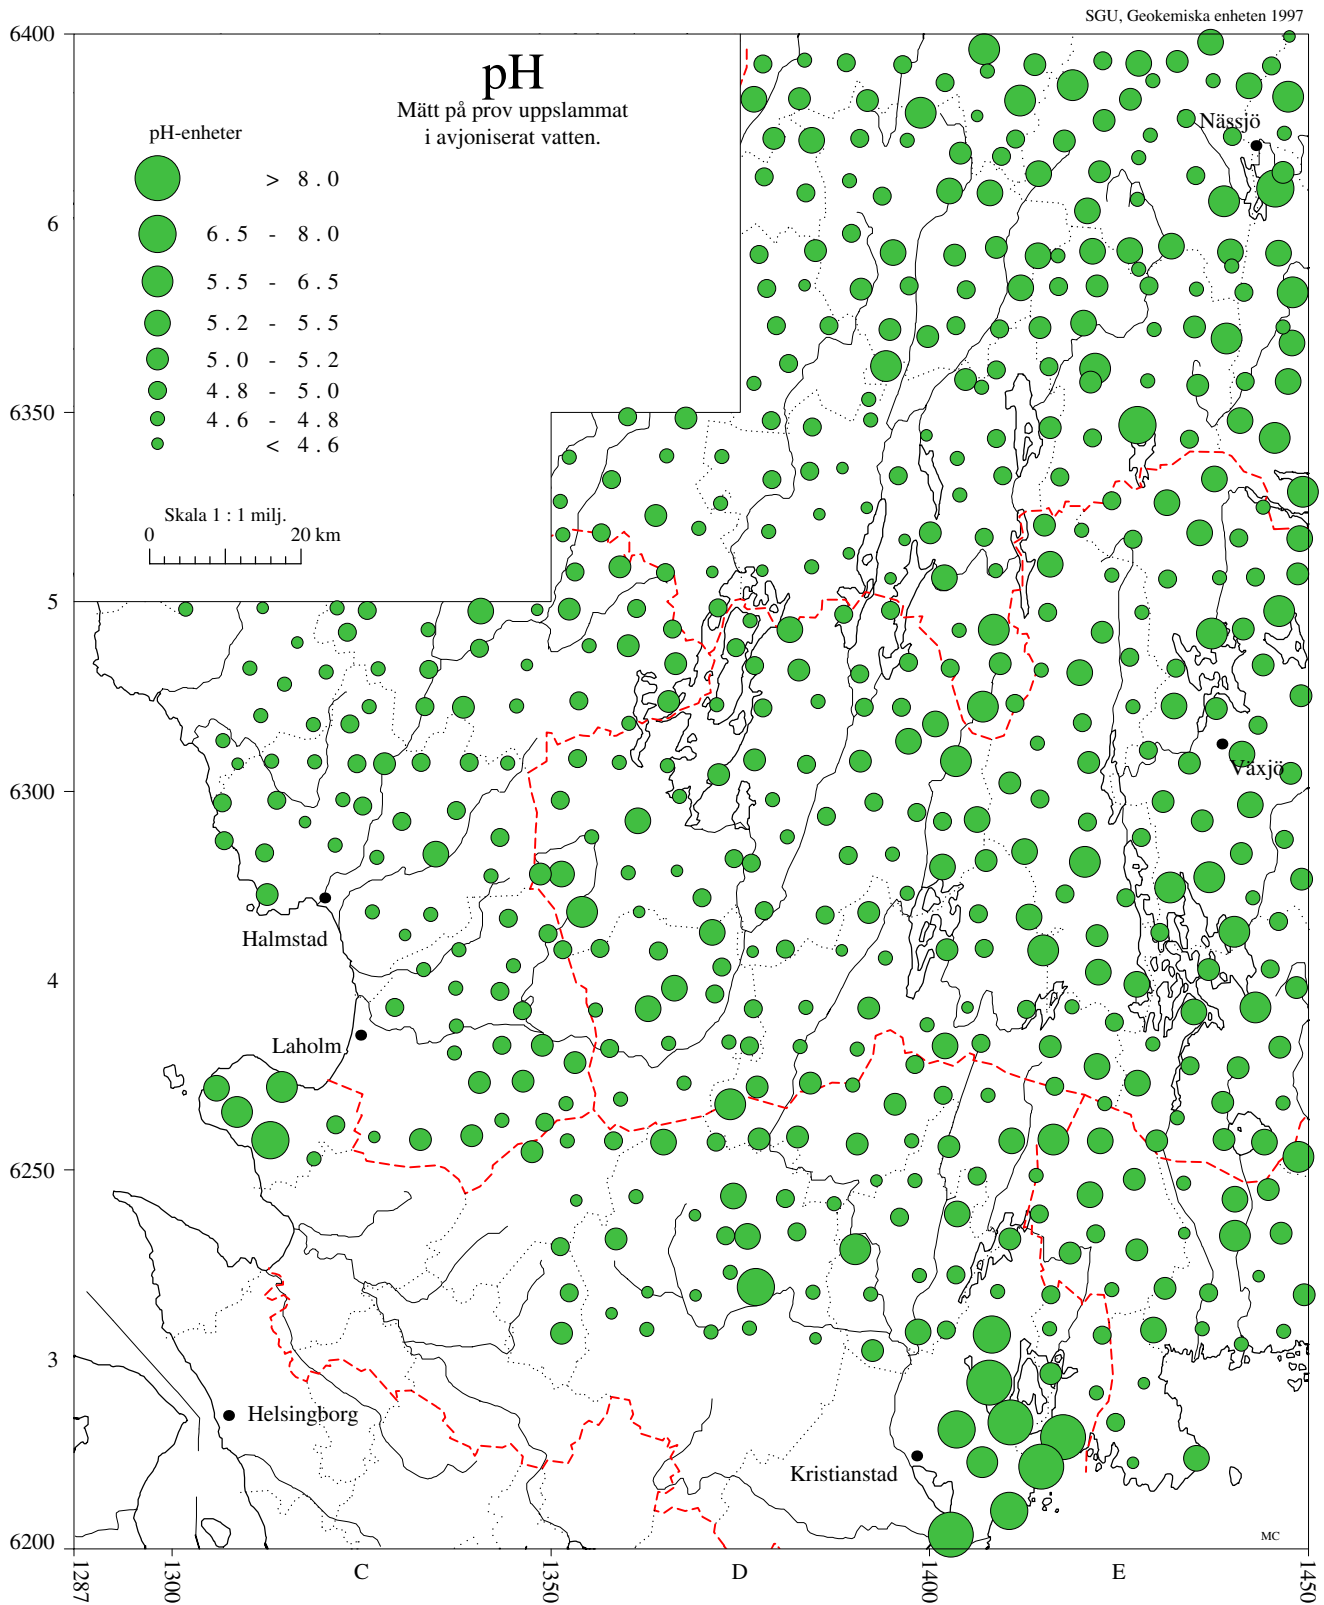 SGU, Geokemiska enheten 1997
6400
pH
Mätt på prov uppslammat
i avjoniserat vatten.
pH-enheter
> 8.0
6.5 - 8.0
5.5 - 6.5
5.2 - 5.5
5.0 - 5.2
4.8 - 5.0
4.6 - 4.8
< 4.6
Skala 1 : 1 milj.
0 20 km
Nässjö
6
6350
5
Växjö
6300
Halmstad
4
Laholm
6250
3
Helsingborg
Kristianstad
MC
6200
1287
1300
C
1350
D
1400
E
1450